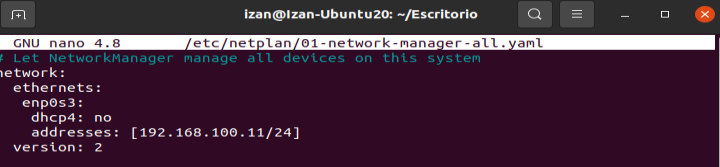 izan@Izan-Ubuntu20: ~/Escritorio
GNU nano 4.8 /etc/netplan/01-network-manager-all.yaml
# Let NetworkManager manage all devices on this system
network:
  ethernets:
    enp0s3:
      dhcp4: no
      addresses: [192.168.100.11/24]
  version: 2